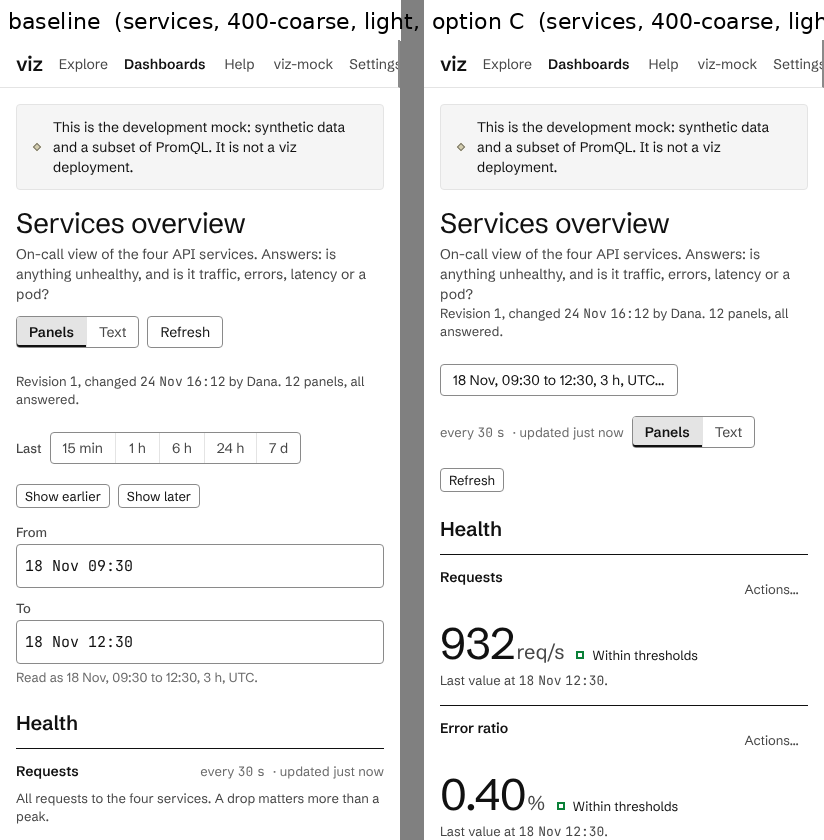 baseline (services, 400-coarse, light,
viz Explore Dashboards Help viz-mock Settings
This is the development mock: synthetic data
and a subset of PromQL. It is not a viz
deployment.
Services overview
On-call view of the four API services. Answers: is
anything unhealthy, and is it traffic, errors, latency or a
pod?
Panels Text Refresh
Revision 1, changed 24 Nov 16:12 by Dana. 12 panels, all
answered.
Last 15 min 1 h 6 h 24 h 7 d
Show earlier Show later
From
18 Nov 09:30
To
18 Nov 12:30
Read as 18 Nov, 09:30 to 12:30, 3 h, UTC.
Health
Requests every 30 s · updated just now
All requests to the four services. A drop matters more than a
peak.
option C (services, 400-coarse, ligh
viz Explore Dashboards Help viz-mock Settings
This is the development mock: synthetic data
and a subset of PromQL. It is not a viz
deployment.
Services overview
On-call view of the four API services. Answers: is
anything unhealthy, and is it traffic, errors, latency or a
pod?
Revision 1, changed 24 Nov 16:12 by Dana. 12 panels, all
answered.
18 Nov, 09:30 to 12:30, 3 h, UTC...
every 30 s · updated just now Panels Text
Refresh
Health
Requests
Actions...
932 req/s Within thresholds
Last value at 18 Nov 12:30.
Error ratio
Actions...
0.40 % Within thresholds
Last value at 18 Nov 12:30.